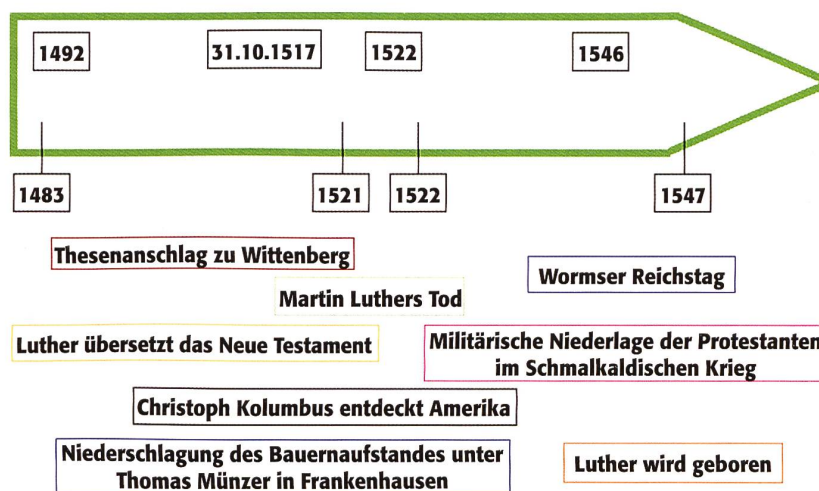 1492
31.10.1517
1522
1546
1483
1521
1522
1547
Thesenanschlag zu Wittenberg
Wormser Reichstag
Martin Luthers Tod
Luther übersetzt das Neue Testament
Militärische Niederlage der Protestanten
im Schmalkaldischen Krieg
Christoph Kolumbus entdeckt Amerika
Niederschlagung des Bauernaufstandes unter
Thomas Münzer in Frankenhausen
Luther wird geboren